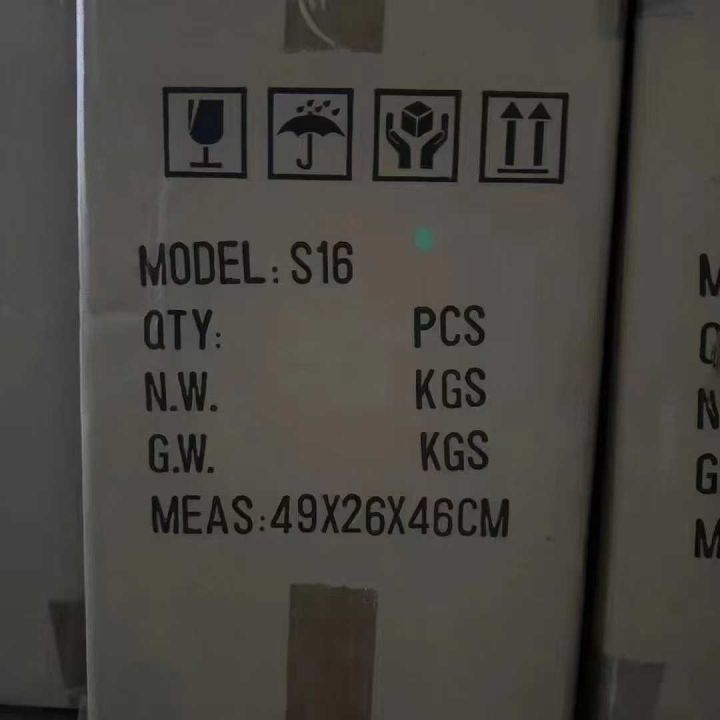 MODEL: S16
QTY: PCS
N.W. KGS
G.W. KGS
MEAS:49X26X46CM
M
Q
N
G
M